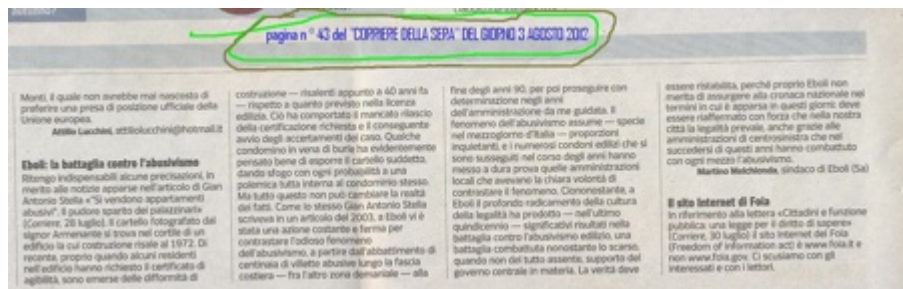 pagina n° 43 del "CORRIERE DELLA SERA" DEL GIORNO 3 AGOSTO 2012
Monti, il quale non avrebbe mai nascosto di
preferire una presa di posizione ufficiale della
Unione europea.
Attilio Lucchini, attiliolucchini@hotmail.it
Eboli: la battaglia contro l'abusivismo
Ritengo indispensabili alcune precisazioni, in
merito alle notizie apparse nell'articolo di Gian
Antonio Stella «"Si vendono appartamenti
abusivi". Il pudore sparito dei palazzinari»
(Corriere, 28 luglio). Il cartello fotografato dal
signor Armenante si trova nel cortile di un
edificio la cui costruzione risale al 1972. Di
recente, proprio quando alcuni residenti
nell'edificio hanno richiesto il certificato di
agibilità, sono emerse delle difformità di
costruzione — risalenti appunto a 40 anni fa
— rispetto a quanto previsto nella licenza
edilizia. Ciò ha comportato il mancato rilascio
della certificazione richiesta e il conseguente
avvio degli accertamenti del caso. Qualche
condomino in vena di burle ha evidentemente
pensato bene di esporre il cartello suddetto,
dando sfogo con ogni probabilità a una
polemica tutta interna al condominio stesso.
Ma tutto questo non può cambiare la realtà
dei fatti. Come lo stesso Gian Antonio Stella
scriveva in un articolo del 2003, a Eboli vi è
stata una azione costante e ferma per
contrastare l'odioso fenomeno
dell'abusivismo, a partire dall'abbattimento di
centinaia di villette abusive lungo la fascia
costiera — fra l'altro zona demaniale — alla
fine degli anni 90, per poi proseguire con
determinazione negli anni
dell'amministrazione da me guidata. Il
fenomeno dell'abusivismo assume — specie
nel mezzogiorno d'Italia — proporzioni
inquietanti, e i numerosi condoni edilizi che si
sono susseguiti nel corso degli anni hanno
messo a dura prova quelle amministrazioni
locali che avevano la chiara volontà di
contrastare il fenomeno. Ciononostante, a
Eboli il profondo radicamento della cultura
della legalità ha prodotto — nell'ultimo
quindicennio — significativi risultati nella
battaglia contro l'abusivismo edilizio, una
battaglia combattuta nonostante lo scarso,
quando non del tutto assente, supporto del
governo centrale in materia. La verità deve
essere ristabilita, perché proprio Eboli non
merita di assurgere alla cronaca nazionale nei
termini in cui è apparsa in questi giorni: deve
essere riaffermato con forza che nella nostra
città la legalità prevale, anche grazie alle
amministrazioni di centrosinistra che nel
succedersi di questi anni hanno combattuto
con ogni mezzo l'abusivismo.
Martino Melchionda, sindaco di Eboli (Sa)
Il sito Internet di Foia
In riferimento alla lettera «Cittadini e funzione
pubblica: una legge per il diritto di sapere»
(Corriere, 30 luglio) il sito Internet del Foia
(Freedom of information act) è www.foia.it e
non www.foia.gov. Ci scusiamo con gli
interessati e con i lettori.